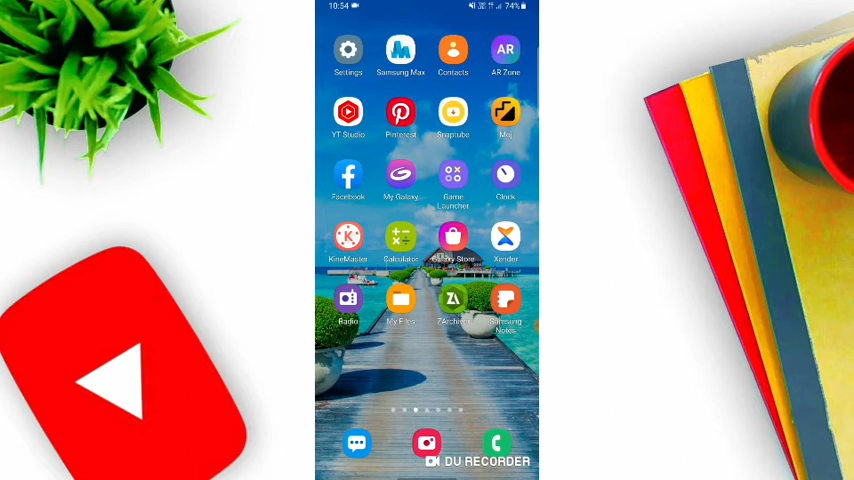 10:54 74%
Settings Samsung Max Contacts AR Zone
AR
YT Studio Pinterest Snaptube Moj
Facebook My Galaxy Game Launcher Clock
KineMaster Calculator Galaxy Store Xender
Radio My Files ZArchiver Samsung Notes
DU RECORDER